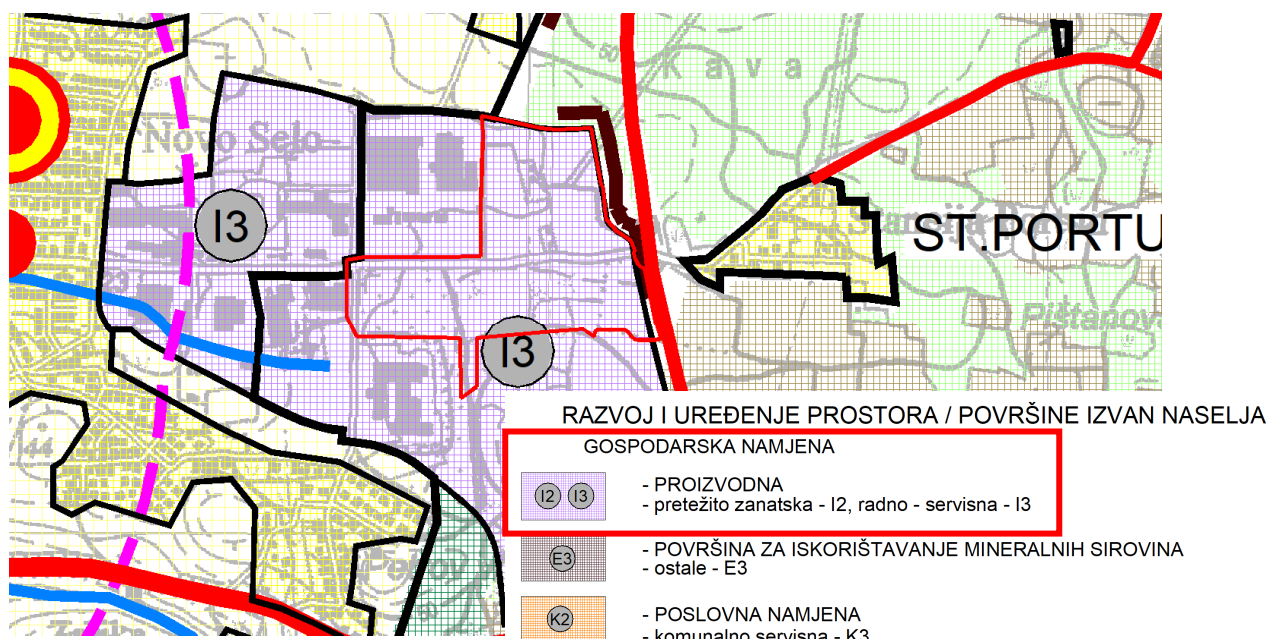 Kava
50
Novo Selo
I3
ST.PORTU
I3
RAZVOJ I UREĐENJE PROSTORA / POVRŠINE IZVAN NASELJA
GOSPODARSKA NAMJENA
I2 I3
- PROIZVODNA
- pretežito zanatska - I2, radno - servisna - I3
E3
- POVRŠINA ZA ISKORIŠTAVANJE MINERALNIH SIROVINA
- ostale - E3
K2
- POSLOVNA NAMJENA
- komunalno servisna - K3
50